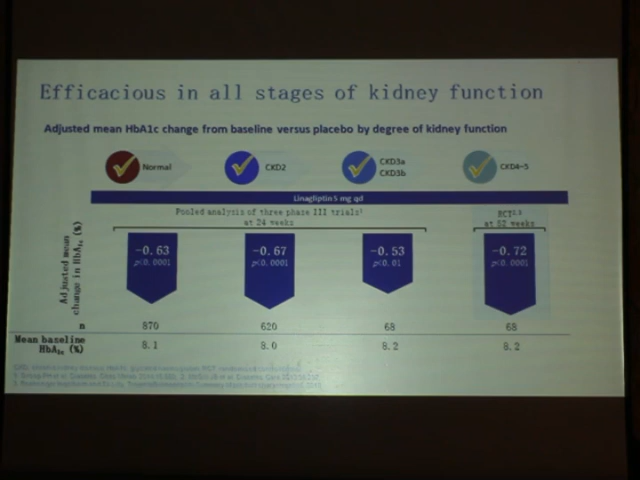 Efficacious in all stages of kidney function
Adjusted mean HbA1c change from baseline versus placebo by degree of kidney function
Normal
CKD2
CKD3a
CKD3b
CKD4-5
Linagliptin 5 mg qd
Pooled analysis of three phase III trials¹
at 24 weeks
RCT²,³
at 52 weeks
Adjusted mean
change in HbA1c (%)
-0.63
p<0.0001
-0.67
p<0.0001
-0.53
p<0.01
-0.72
p<0.0001
n 870 620 68 68
Mean baseline
HbA1c (%) 8.1 8.0 8.2 8.2